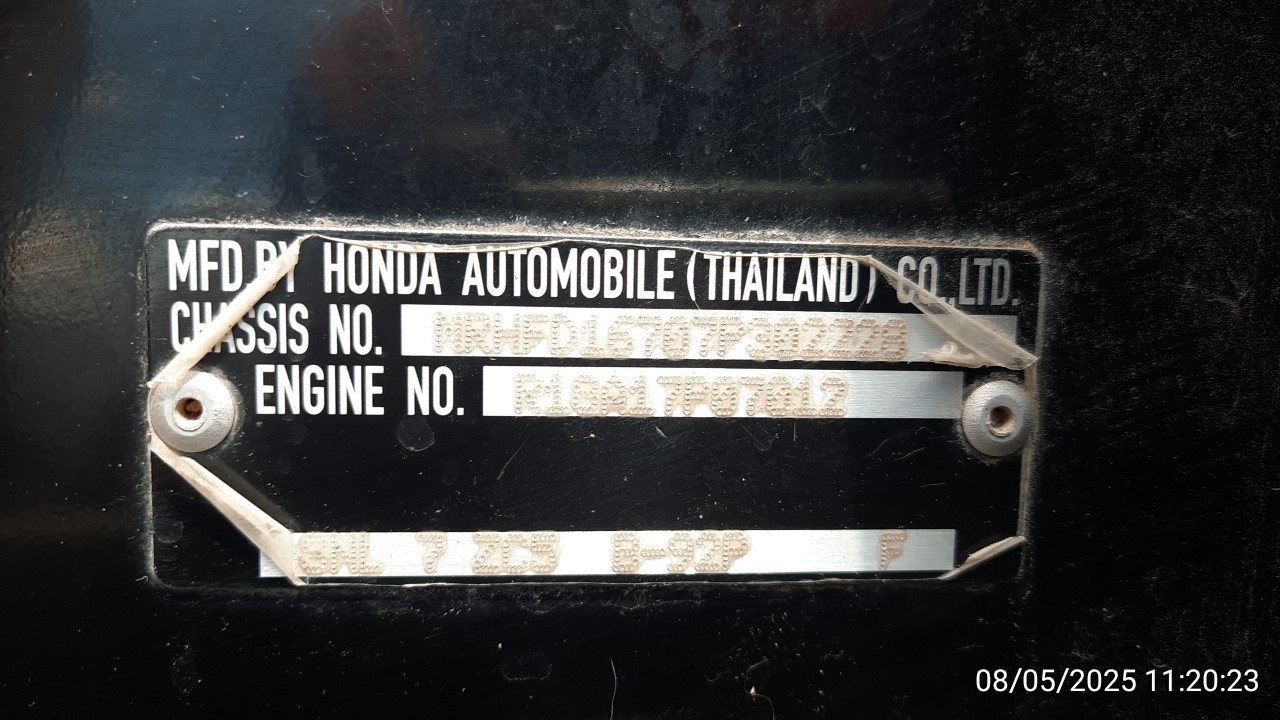 MFD.BY HONDA AUTOMOBILE (THAILAND) CO.,LTD.
CHASSIS NO. MRHFD16707P302228
ENGINE NO. R18A17P07012
SNL 7 ZCS B-92P F
08/05/2025 11:20:23